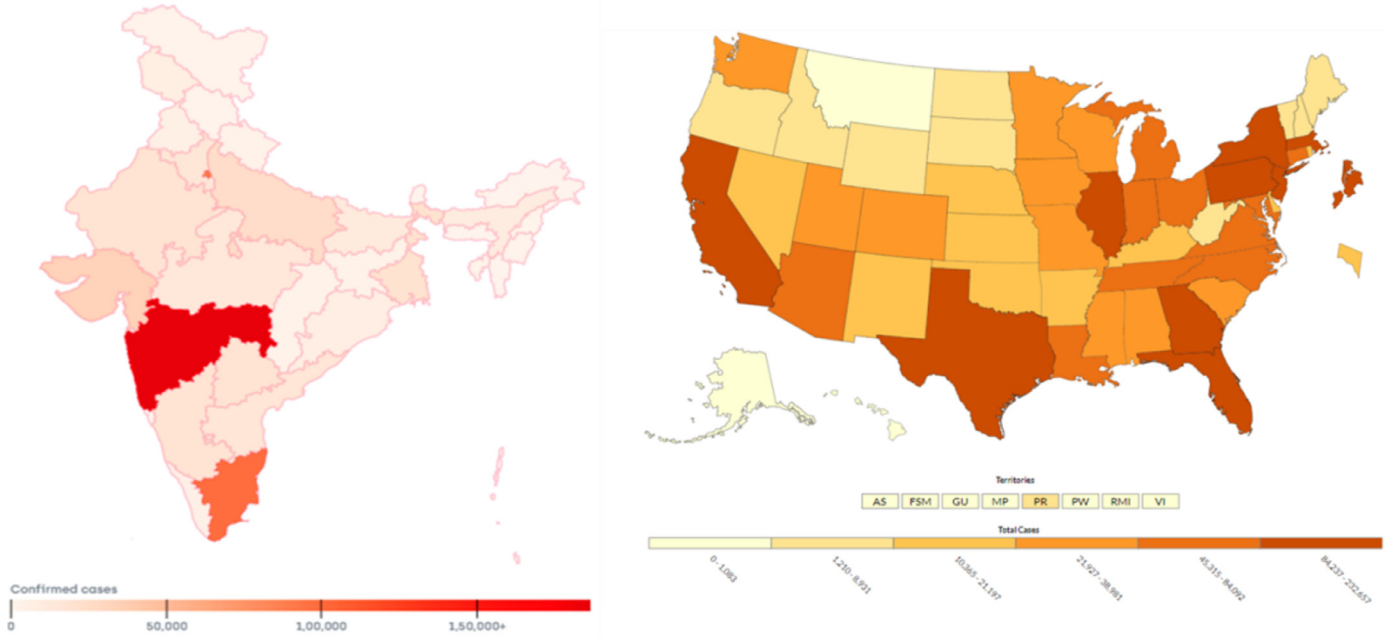 Confirmed cases
0 50,000 1,00,000 1,50,000+
Territories
AS FSM GU MP PR PW RMI VI
Total Cases
0 - 1,083 1,210 - 8,931 10,365 - 21,197 21,927 - 38,981 45,315 - 84,092 84,237 - 232,657